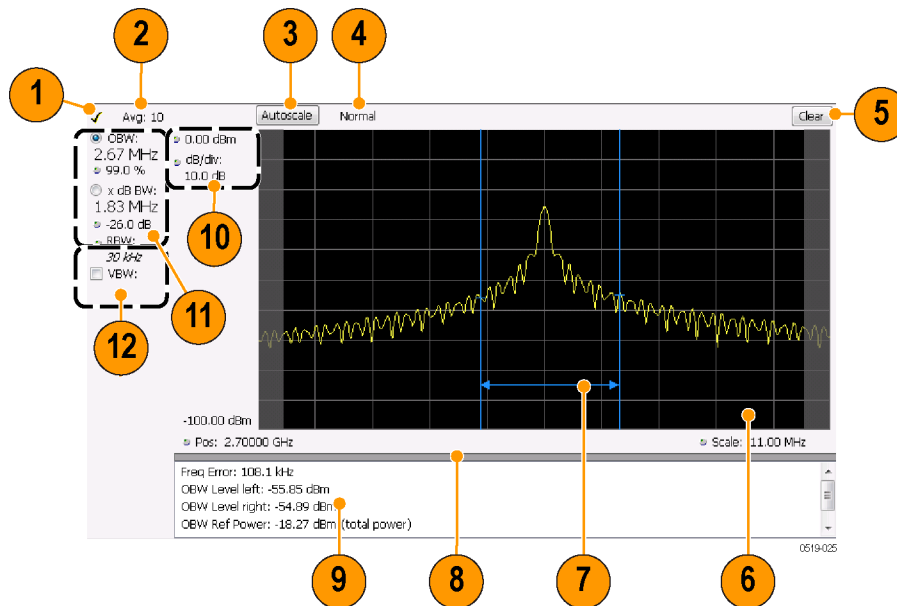 1
2
3
4
5
Avg: 10
Autoscale
Normal
Clear
OBW:
2.67 MHz
99.0 %
x dB BW:
1.83 MHz
-26.0 dB
RBW:
30 kHz
VBW:
0.00 dBm
dB/div:
10.0 dB
10
11
12
-100.00 dBm
Pos: 2.70000 GHz
Scale: 11.00 MHz
Freq Error: 108.1 kHz
OBW Level left: -55.85 dBm
OBW Level right: -54.89 dBm
OBW Ref Power: -18.27 dBm (total power)
0519-025
9
8
7
6